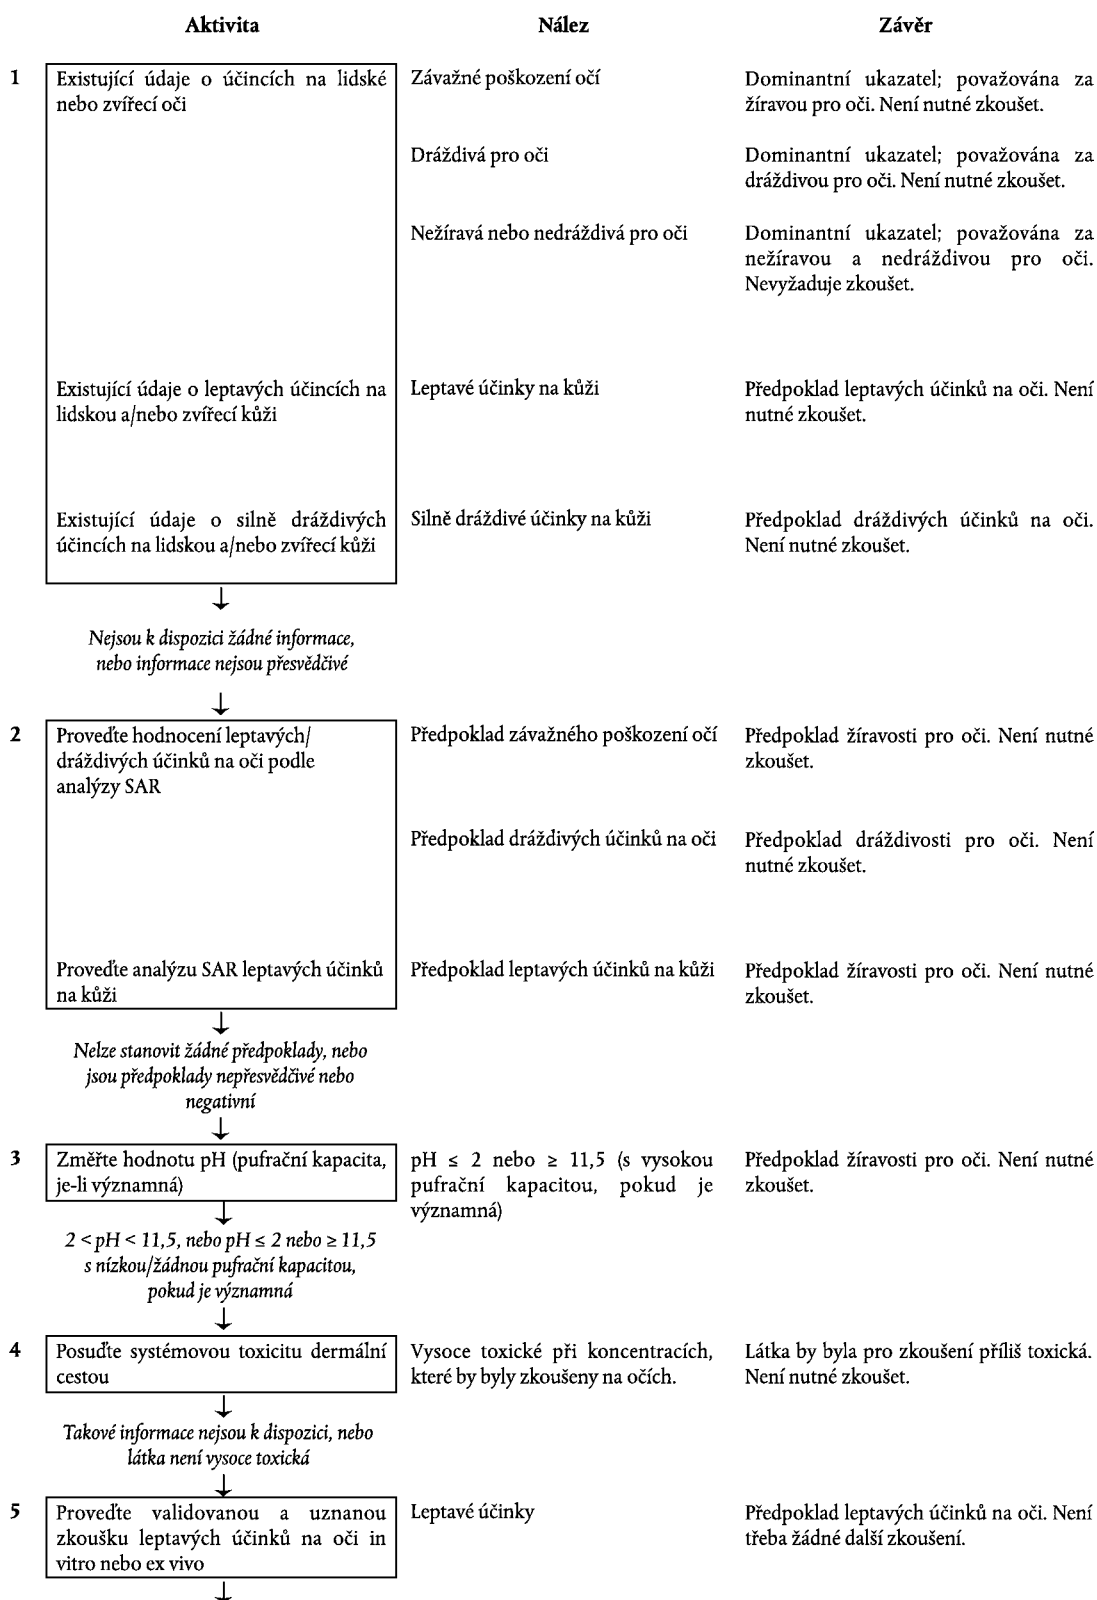 Aktivita Nález Závěr
1 Existující údaje o účincích na lidské Závažné poškození očí Dominantní ukazatel; považována za
nebo zvířecí oči žíravou pro oči. Není nutné zkoušet.
Dráždivá pro oči Dominantní ukazatel; považována za
dráždivou pro oči. Není nutné zkoušet.
Nežíravá nebo nedráždivá pro oči Dominantní ukazatel; považována za
nežíravou a nedráždivou pro oči.
Nevyžaduje zkoušet.
Existující údaje o leptavých účincích na Leptavé účinky na kůži Předpoklad leptavých účinků na oči. Není
lidskou a/nebo zvířecí kůži nutné zkoušet.
Existující údaje o silně dráždivých Silně dráždivé účinky na kůži Předpoklad dráždivých účinků na oči.
účincích na lidskou a/nebo zvířecí kůži Není nutné zkoušet.
Nejsou k dispozici žádné informace,
nebo informace nejsou přesvědčivé
2 Proveďte hodnocení leptavých/ Předpoklad závažného poškození očí Předpoklad žíravosti pro oči. Není nutné
dráždivých účinků na oči podle zkoušet.
analýzy SAR
Předpoklad dráždivých účinků na oči Předpoklad dráždivosti pro oči. Není
nutné zkoušet.
Proveďte analýzu SAR leptavých účinků Předpoklad leptavých účinků na kůži Předpoklad žíravosti pro oči. Není nutné
na kůži zkoušet.
Nelze stanovit žádné předpoklady, nebo
jsou předpoklady nepřesvědčivé nebo
negativní
3 Změřte hodnotu pH (pufrační kapacita, pH ≤ 2 nebo ≥ 11,5 (s vysokou Předpoklad žíravosti pro oči. Není nutné
je-li významná) pufrační kapacitou, pokud je zkoušet.
významná)
2 < pH < 11,5, nebo pH ≤ 2 nebo ≥ 11,5
s nízkou/žádnou pufrační kapacitou,
pokud je významná
4 Posuďte systémovou toxicitu dermální Vysoce toxické při koncentracích, Látka by byla pro zkoušení příliš toxická.
cestou které by byly zkoušeny na očích. Není nutné zkoušet.
Takové informace nejsou k dispozici, nebo
látka není vysoce toxická
5 Proveďte validovanou a uznanou Leptavé účinky Předpoklad leptavých účinků na oči. Není
zkoušku leptavých účinků na oči in třeba žádné další zkoušení.
vitro nebo ex vivo